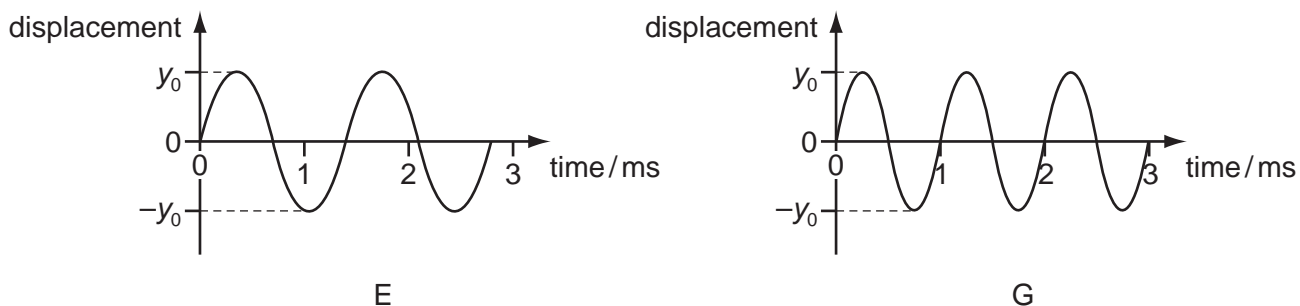 displacement
y₀
0
−y₀
0
1
2
3
time / ms
E
displacement
y₀
0
−y₀
0
1
2
3
time / ms
G